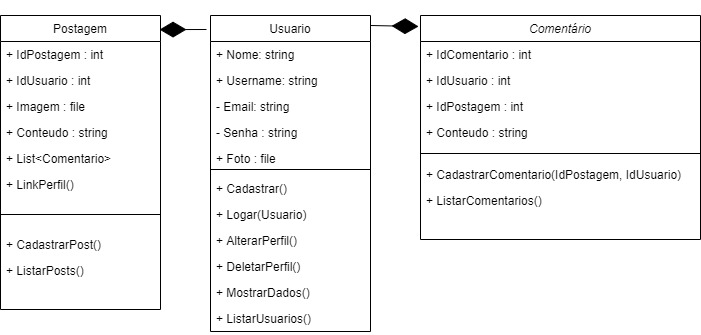 Postagem
+ IdPostagem : int
+ IdUsuario : int
+ Imagem : file
+ Conteudo : string
+ List<Comentario>
+ LinkPerfil()
+ CadastrarPost()
+ ListarPosts()
Usuario
+ Nome: string
+ Username: string
- Email: string
- Senha : string
+ Foto : file
+ Cadastrar()
+ Logar(Usuario)
+ AlterarPerfil()
+ DeletarPerfil()
+ MostrarDados()
+ ListarUsuarios()
Comentário
+ IdComentario : int
+ IdUsuario : int
+ IdPostagem : int
+ Conteudo : string
+ CadastrarComentario(IdPostagem, IdUsuario)
+ ListarComentarios()